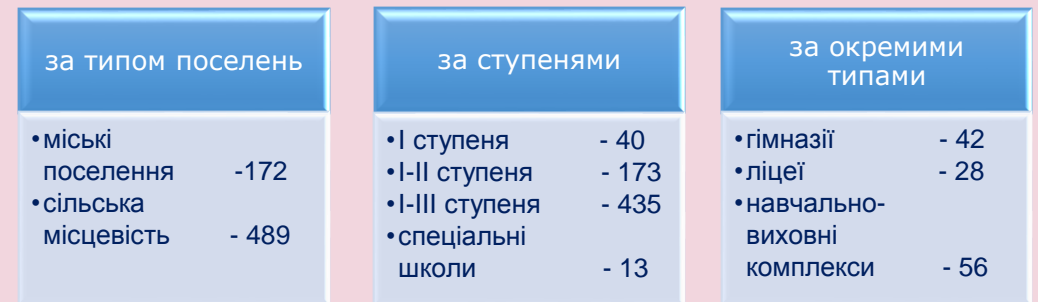 за типом поселень
•міські
поселення -172
•сільська
місцевість - 489
за ступенями
•І ступеня - 40
•І-ІІ ступеня - 173
•І-ІІІ ступеня - 435
•спеціальні
школи - 13
за окремими
типами
•гімназії - 42
•ліцеї - 28
•навчально-
виховні
комплекси - 56